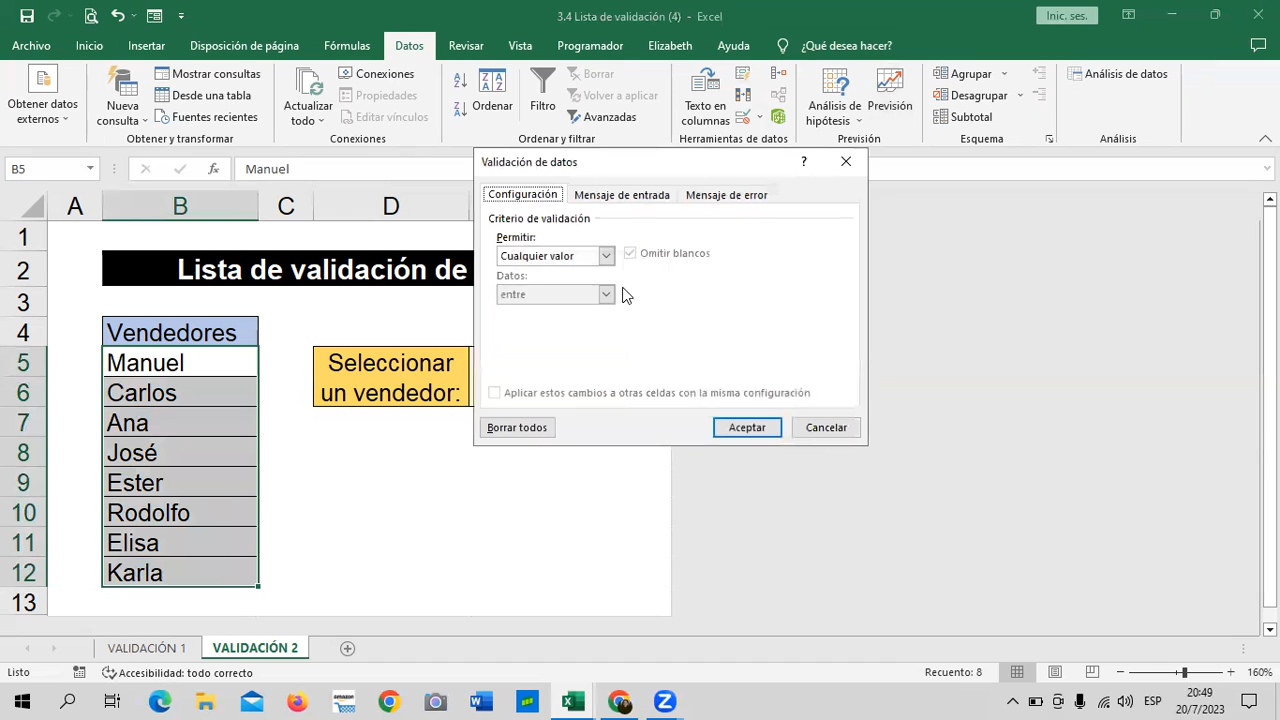 3.4 Lista de validación (4) - Excel
Inic. ses.
Archivo Inicio Insertar Disposición de página Fórmulas Datos Revisar Vista Programador Elizabeth Ayuda ¿Qué desea hacer?
Obtener datos externos
Nueva consulta
Mostrar consultas
Desde una tabla
Fuentes recientes
Obtener y transformar
Actualizar todo
Conexiones
Propiedades
Editar vínculos
Conexiones
Ordenar
Filtro
Borrar
Volver a aplicar
Avanzadas
Ordenar y filtrar
Texto en columnas
Herramientas de datos
Análisis de hipótesis
Previsión
Previsión
Agrupar
Desagrupar
Subtotal
Esquema
Análisis de datos
Análisis
B5
fx
Manuel
A B C D
1
2 Lista de validación de
3
4 Vendedores
5 Manuel
6 Carlos
7 Ana
8 José
9 Ester
10 Rodolfo
11 Elisa
12 Karla
13
Seleccionar
un vendedor:
Validación de datos
?
Configuración Mensaje de entrada Mensaje de error
Criterio de validación
Permitir:
Cualquier valor
Omitir blancos
Datos:
entre
Aplicar estos cambios a otras celdas con la misma configuración
Borrar todos Aceptar Cancelar
VALIDACIÓN 1 VALIDACIÓN 2
Listo
Accesibilidad: todo correcto
Recuento: 8
160%
ESP
20:49
20/7/2023